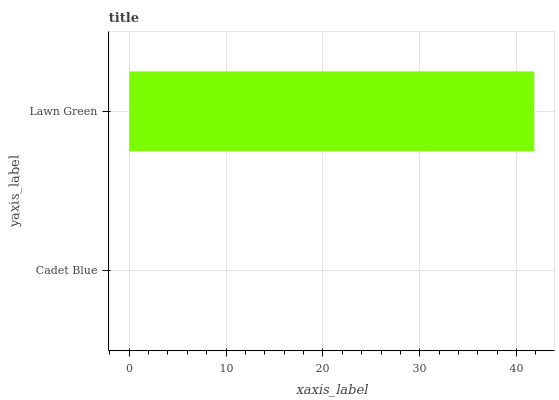 title
Lawn Green
Cadet Blue
yaxis_label
0 10 20 30 40
xaxis_label